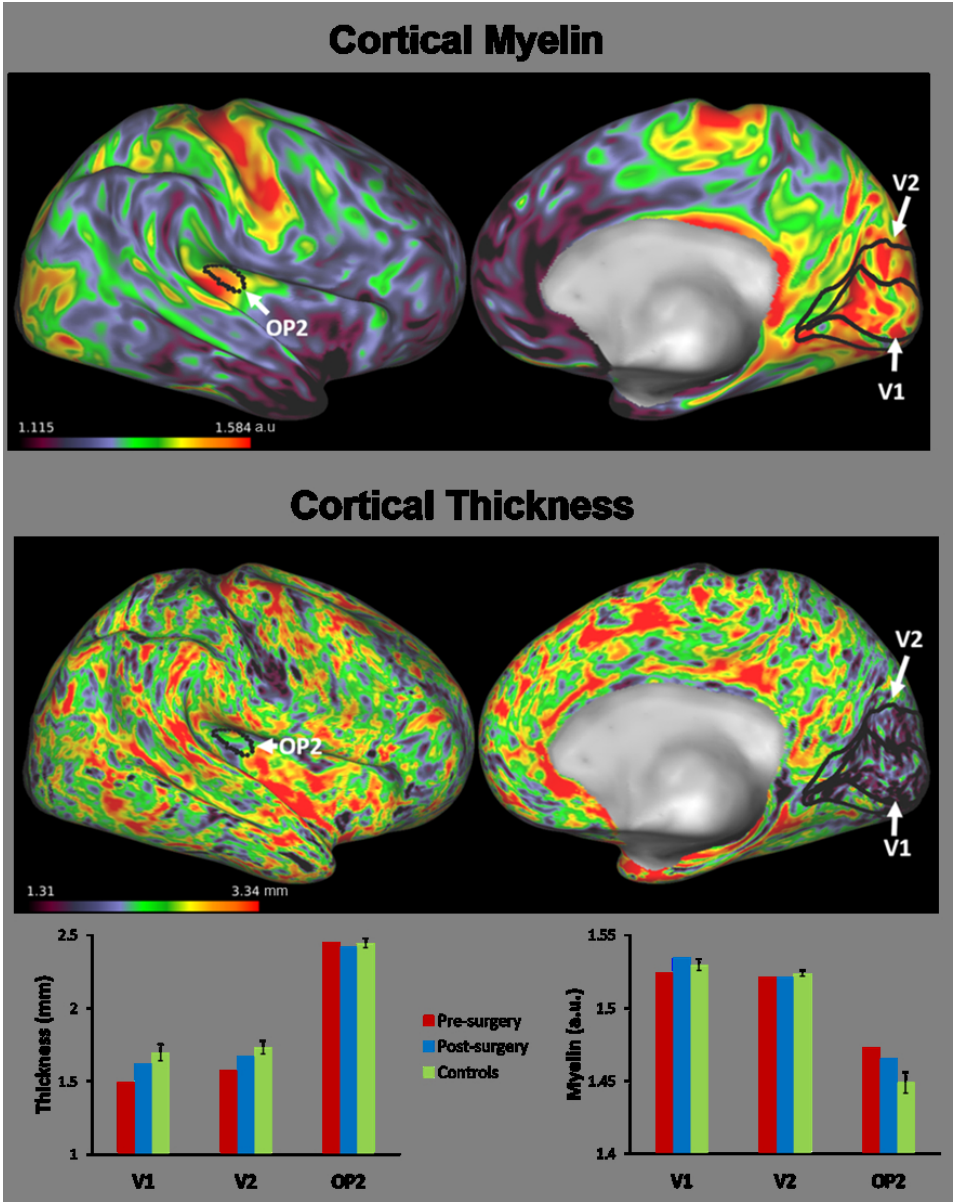 Cortical Myelin
V2
OP2
V1
1.115 1.584 a.u
Cortical Thickness
V2
OP2
V1
1.31 3.34 mm
2.5
2
1.5
1
Thickness (mm)
V1 V2 OP2
Pre-surgery
Post-surgery
Controls
1.55
1.5
1.45
1.4
Myelin (a.u.)
V1 V2 OP2